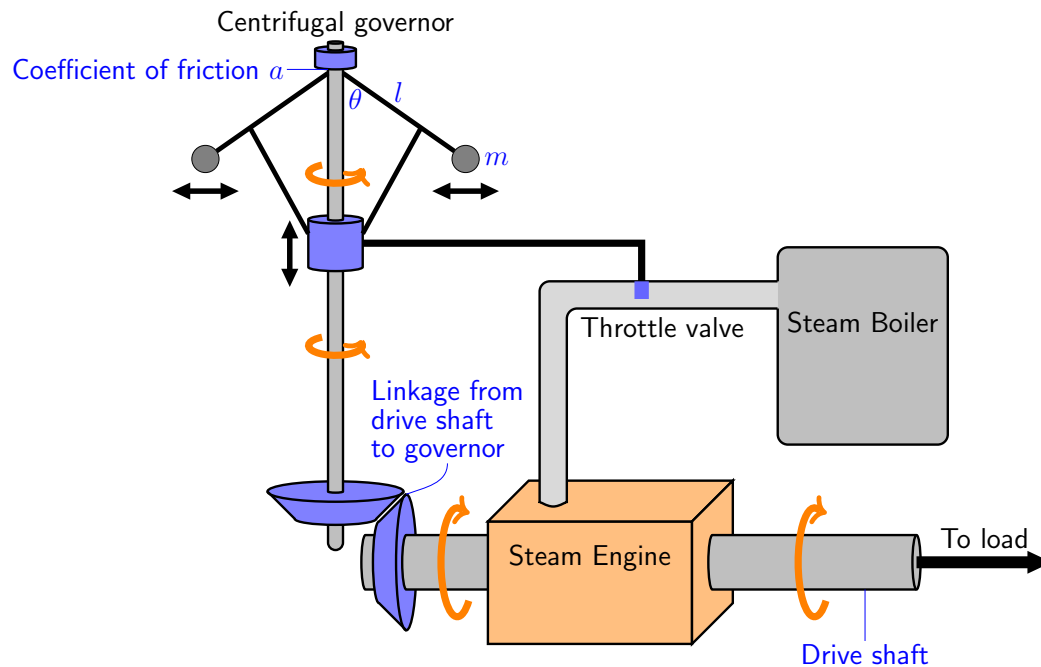 Centrifugal governor
Coefficient of friction a
θ
l
m
Throttle valve
Steam Boiler
Linkage from
drive shaft
to governor
Steam Engine
To load
Drive shaft